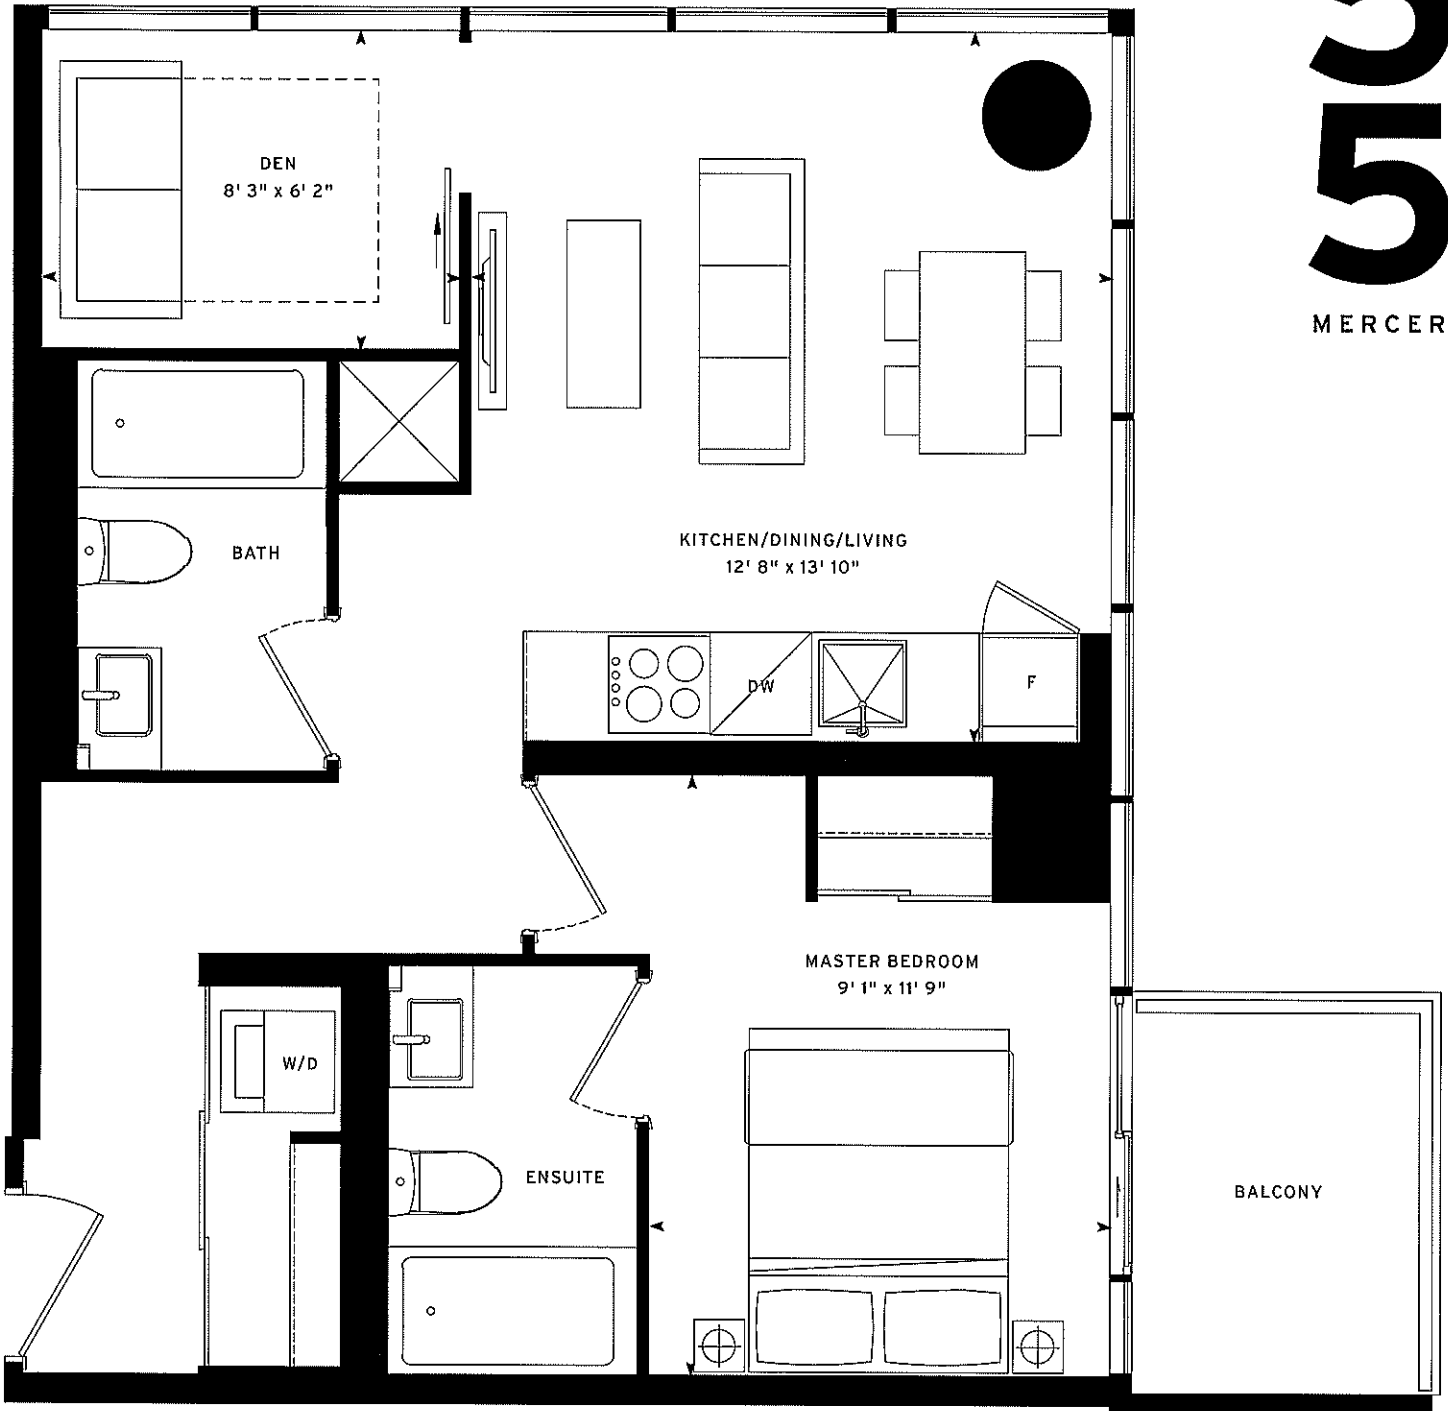 3
5
MERCER
DEN
8' 3" x 6' 2"
BATH
KITCHEN/DINING/LIVING
12' 8" x 13' 10"
DW
F
MASTER BEDROOM
9' 1" x 11' 9"
W/D
ENSUITE
BALCONY